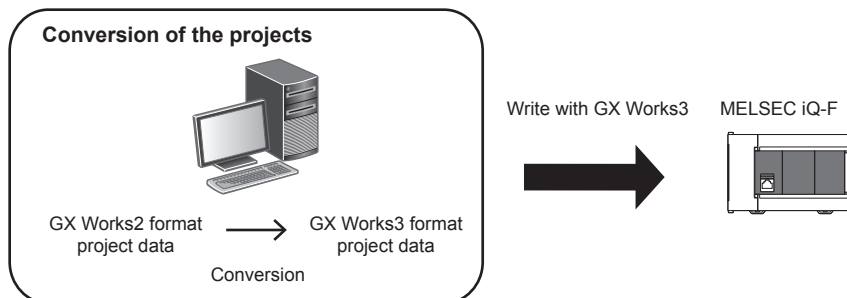 Conversion of the projects
Write with GX Works3
MELSEC iQ-F
GX Works2 format
project data
GX Works3 format
project data
Conversion